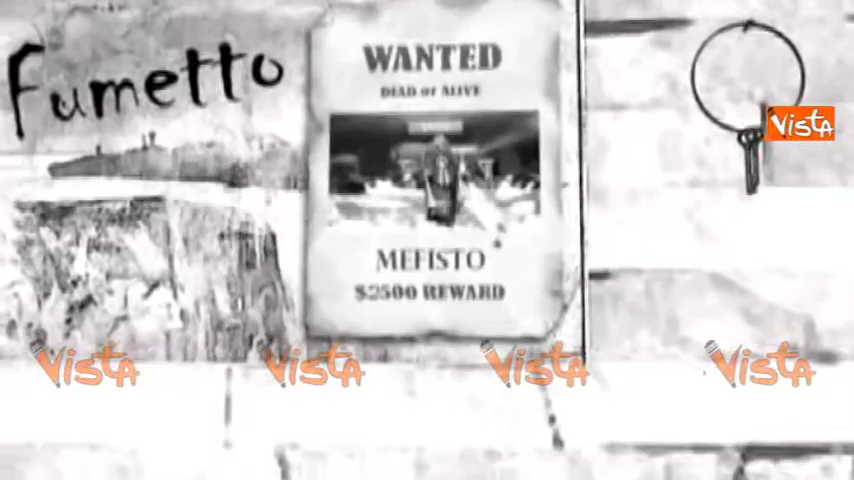 Fumetto
WANTED
DEAD or ALIVE
MEFISTO
$2500 REWARD
VISTA
VISTA VISTA VISTA VISTA